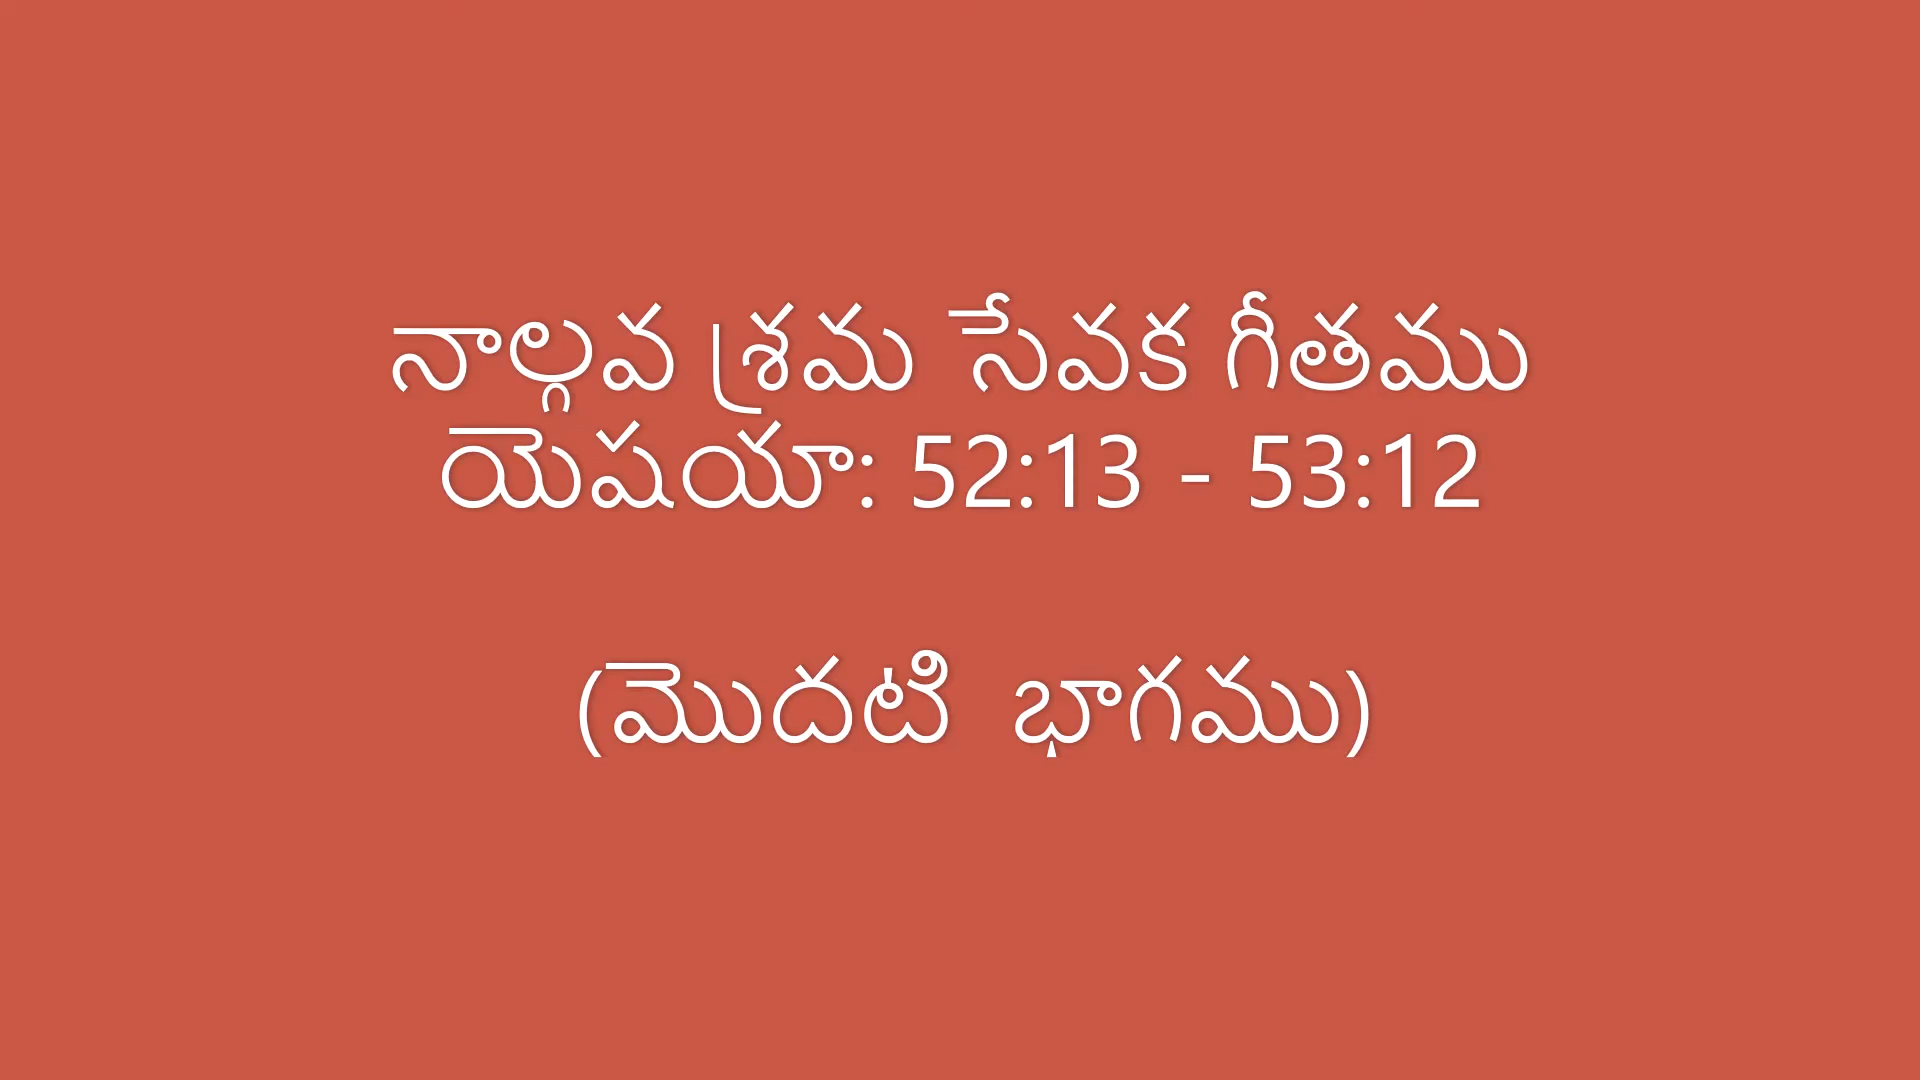 నాల్గవ శ్రమ సేవక గీతము
యెషయా: 52:13 - 53:12
(మొదటి భాగము)